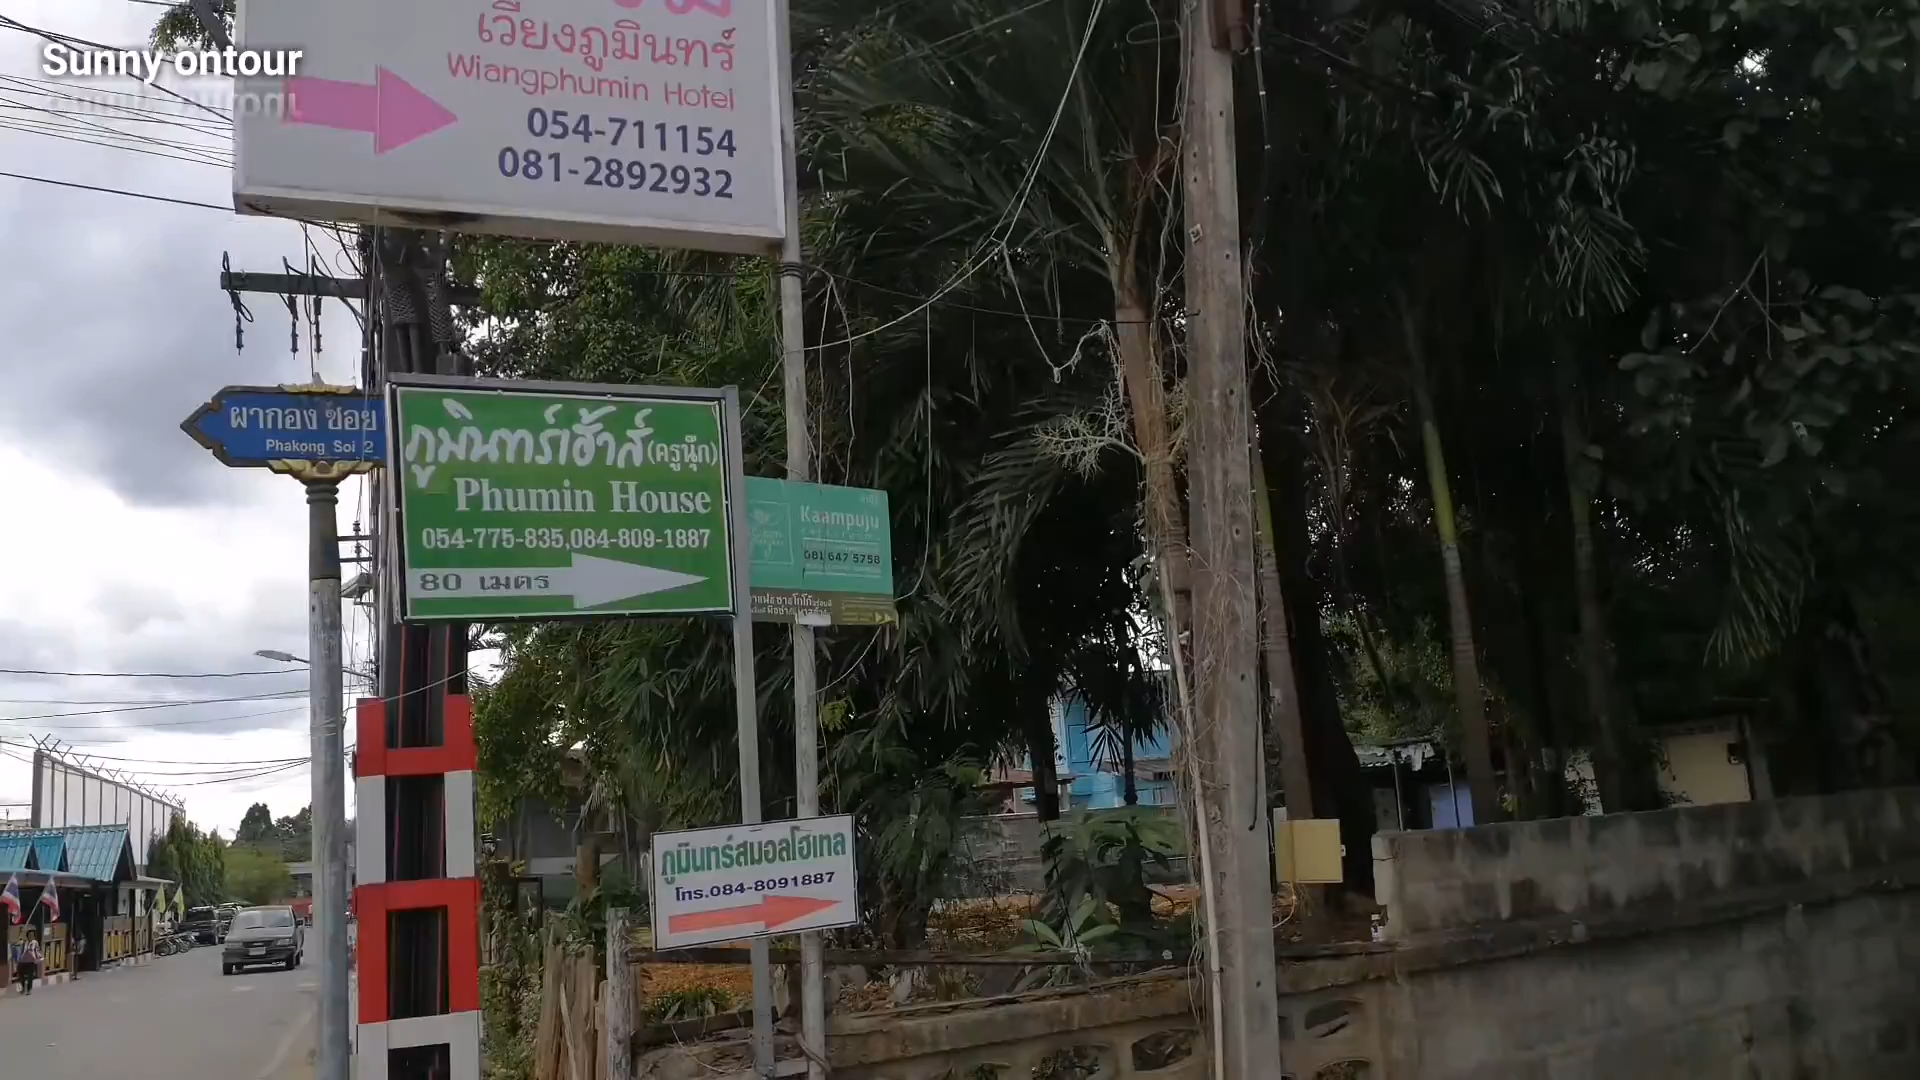 Sunny ontour
เวียงภูมินทร์
Wiangphumin Hotel
054-711154
081-2892932
ผากอง ซอย
Phakong Soi 2
ภูมินทร์เฮ้าส์(ครูนุ๊ก)
Phumin House
054-775-835,084-809-1887
80 เมตร
Kaampuju
081 647 5758
ภูมินทร์สมอลโฮเทล
โทร.084-8091887